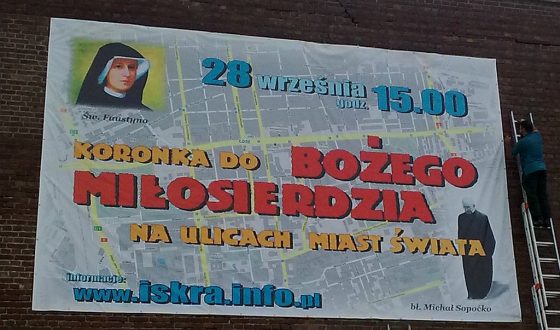 28 września
godz. 15.00
Św. Faustyno
KORONKA DO BOŻEGO
MIŁOSIERDZIA
NA ULICACH MIAST ŚWIATA
informacje:
www.iskra.info.pl
bł. Michał Sopoćko